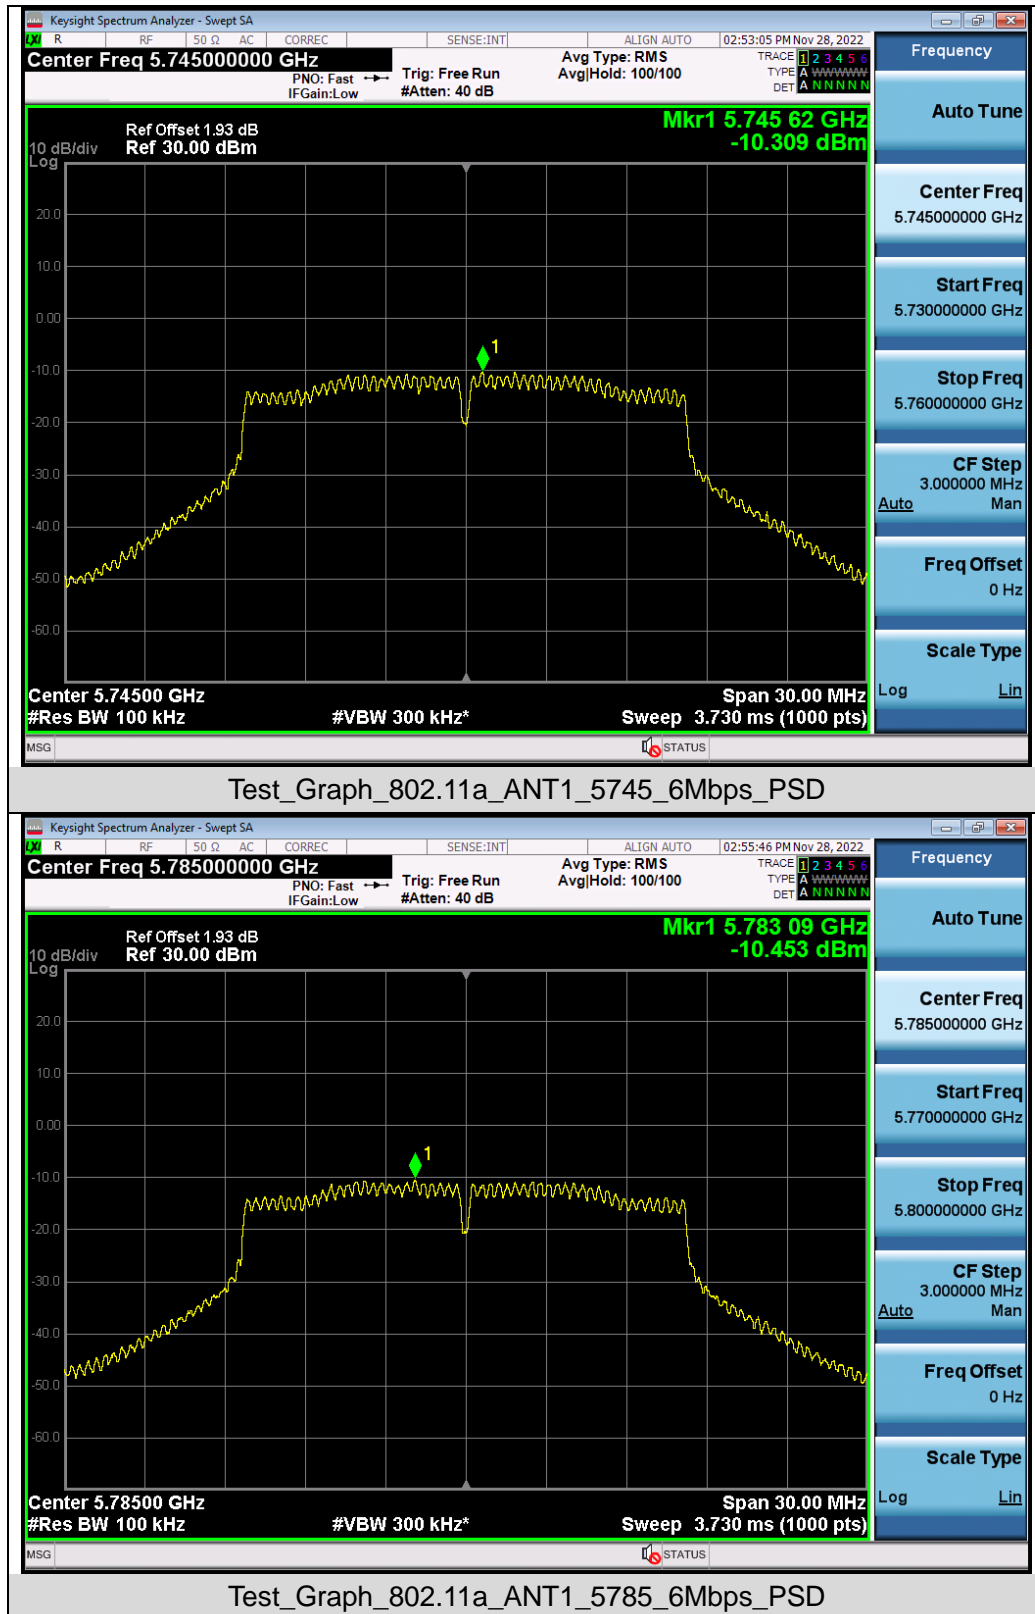 Keysight Spectrum Analyzer - Swept SA
LXI R RF 50 Ω AC CORREC SENSE:INT ALIGN AUTO 02:53:05 PM Nov 28, 2022
Center Freq 5.745000000 GHz
PNO: Fast
IFGain:Low
Trig: Free Run
#Atten: 40 dB
Avg Type: RMS
Avg|Hold: 100/100
TRACE 1 2 3 4 5 6
TYPE A WWWWW
DET A N N N N N
Ref Offset 1.93 dB
Ref 30.00 dBm
10 dB/div
Log
Mkr1 5.745 62 GHz
-10.309 dBm
20.0
10.0
0.00
-10.0
-20.0
-30.0
-40.0
-50.0
-60.0
1
Center 5.74500 GHz
#Res BW 100 kHz
#VBW 300 kHz*
Span 30.00 MHz
Sweep 3.730 ms (1000 pts)
MSG
STATUS
Frequency
Auto Tune
Center Freq
5.745000000 GHz
Start Freq
5.730000000 GHz
Stop Freq
5.760000000 GHz
CF Step
3.000000 MHz
Auto Man
Freq Offset
0 Hz
Scale Type
Log Lin
Test_Graph_802.11a_ANT1_5745_6Mbps_PSD
Keysight Spectrum Analyzer - Swept SA
LXI R RF 50 Ω AC CORREC SENSE:INT ALIGN AUTO 02:55:46 PM Nov 28, 2022
Center Freq 5.785000000 GHz
PNO: Fast
IFGain:Low
Trig: Free Run
#Atten: 40 dB
Avg Type: RMS
Avg|Hold: 100/100
TRACE 1 2 3 4 5 6
TYPE A WWWWW
DET A N N N N N
Ref Offset 1.93 dB
Ref 30.00 dBm
10 dB/div
Log
Mkr1 5.783 09 GHz
-10.453 dBm
20.0
10.0
0.00
-10.0
-20.0
-30.0
-40.0
-50.0
-60.0
1
Center 5.78500 GHz
#Res BW 100 kHz
#VBW 300 kHz*
Span 30.00 MHz
Sweep 3.730 ms (1000 pts)
MSG
STATUS
Frequency
Auto Tune
Center Freq
5.785000000 GHz
Start Freq
5.770000000 GHz
Stop Freq
5.800000000 GHz
CF Step
3.000000 MHz
Auto Man
Freq Offset
0 Hz
Scale Type
Log Lin
Test_Graph_802.11a_ANT1_5785_6Mbps_PSD